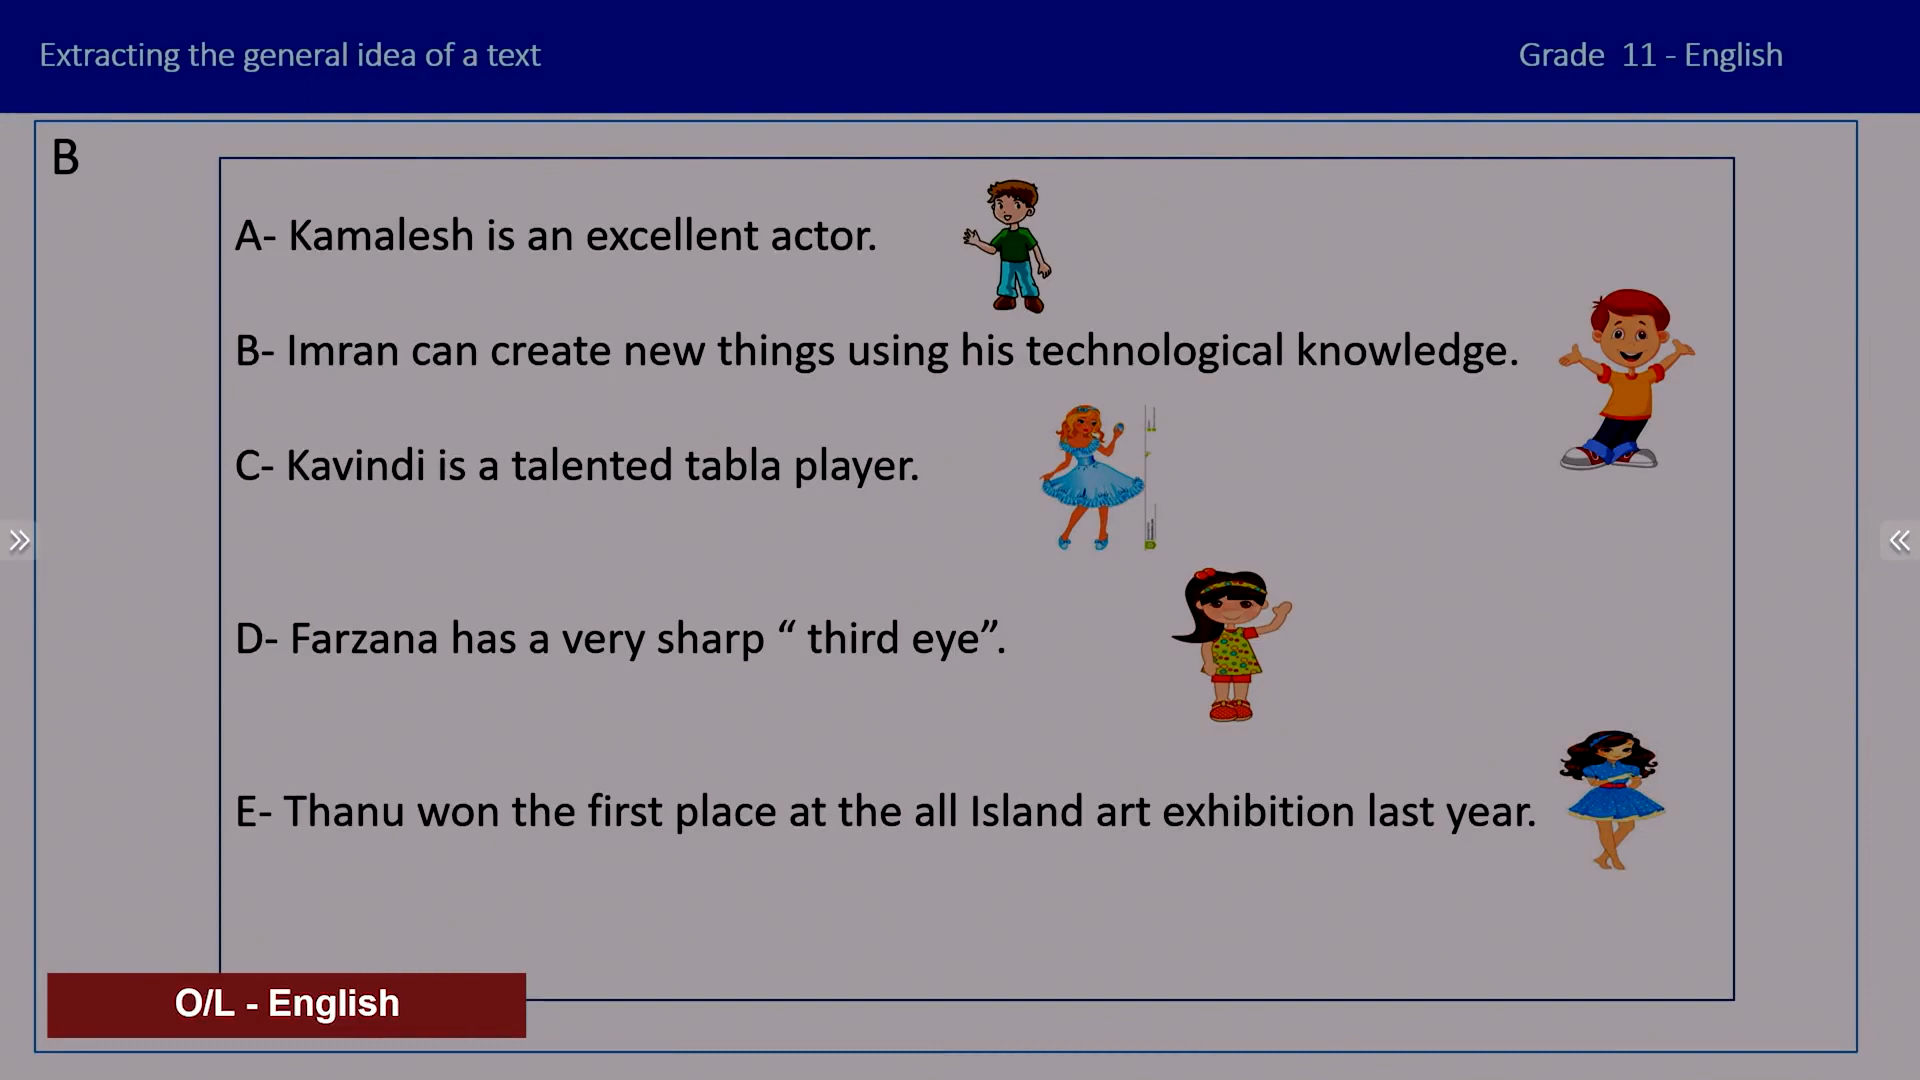 Extracting the general idea of a text
Grade 11 - English
B
A- Kamalesh is an excellent actor.
B- Imran can create new things using his technological knowledge.
C- Kavindi is a talented tabla player.
D- Farzana has a very sharp “ third eye”.
E- Thanu won the first place at the all Island art exhibition last year.
O/L - English